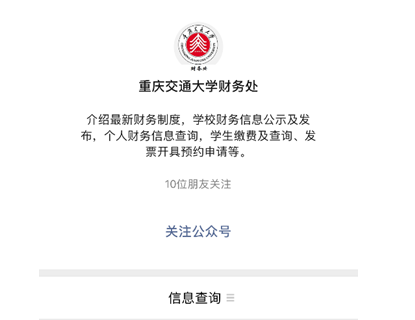 财务处
重庆交通大学财务处
介绍最新财务制度，学校财务信息公示及发
布，个人财务信息查询，学生缴费及查询、发
票开具预约申请等。
10位朋友关注
关注公众号
信息查询